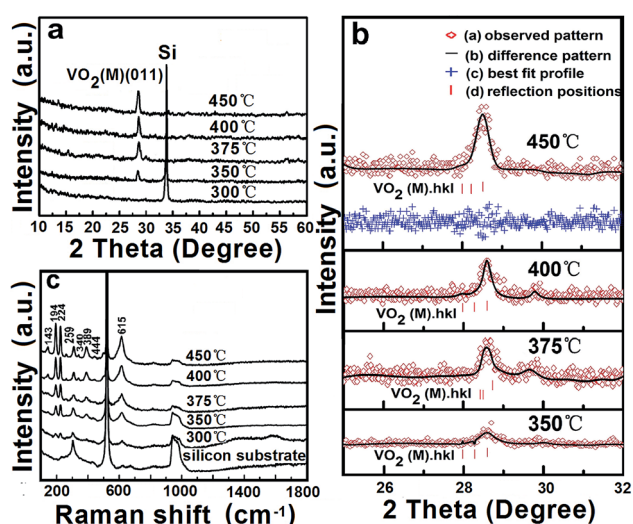 a
Si
VO2(M)(011)
450℃
400℃
375℃
350℃
300℃
Intensity (a.u.)
10 15 20 25 30 35 40 45 50 55 60
2 Theta (Degree)
b
(a) observed pattern
(b) difference pattern
(c) best fit profile
(d) reflection positions
450℃
VO2 (M).hkl
400℃
VO2 (M).hkl
375℃
VO2 (M).hkl
350℃
VO2 (M).hkl
Intensity (a.u.)
26 28 30 32
2 Theta (Degree)
c
143 194 224 259 340 389 444 615
450℃
400℃
375℃
350℃
300℃
silicon substrate
Intensity (a.u.)
200 600 1000 1400 1800
Raman shift (cm-1)